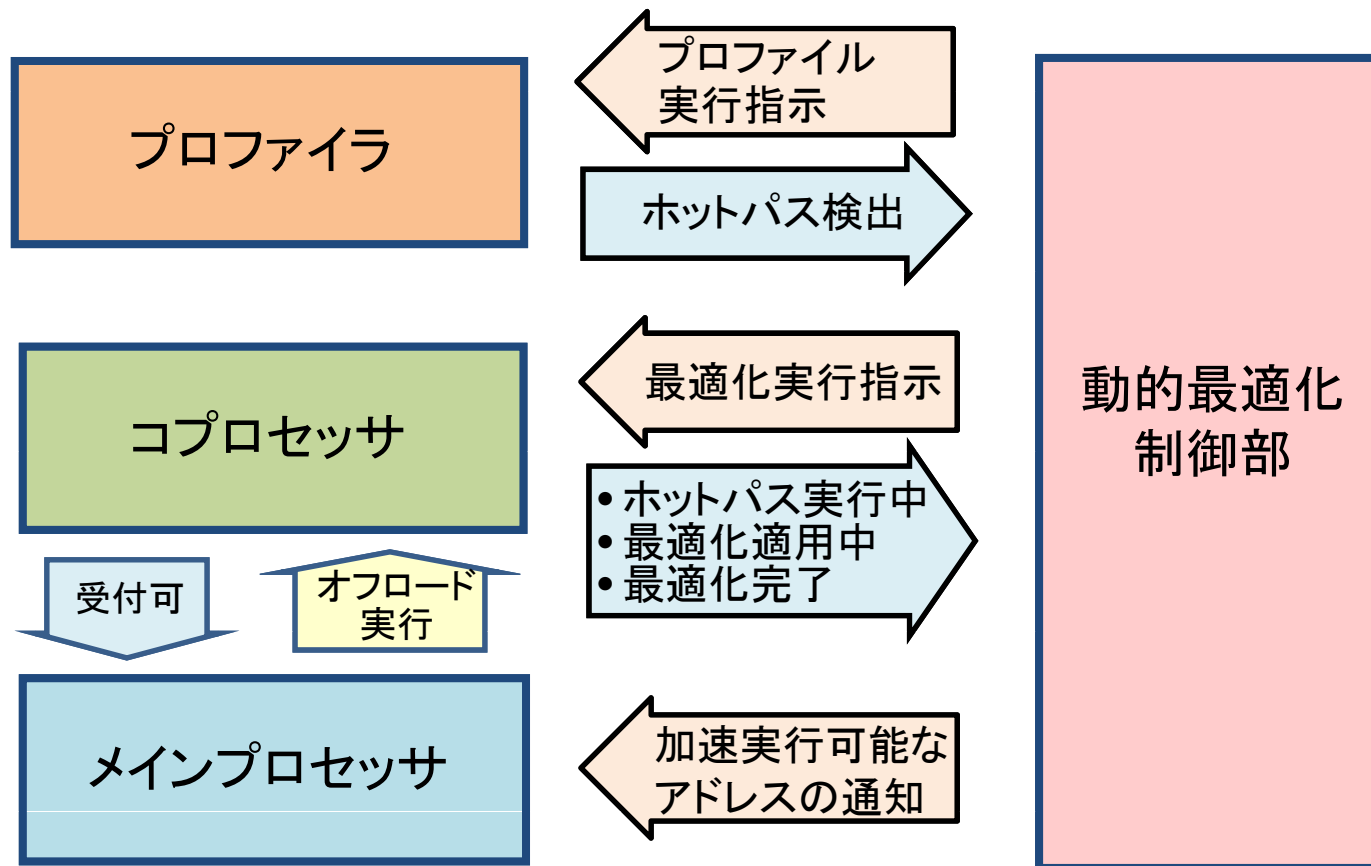 プロファイラ
プロファイル
実行指示
ホットパス検出
コプロセッサ
最適化実行指示
• ホットパス実行中
• 最適化適用中
• 最適化完了
動的最適化
制御部
受付可
オフロード
実行
メインプロセッサ
加速実行可能な
アドレスの通知